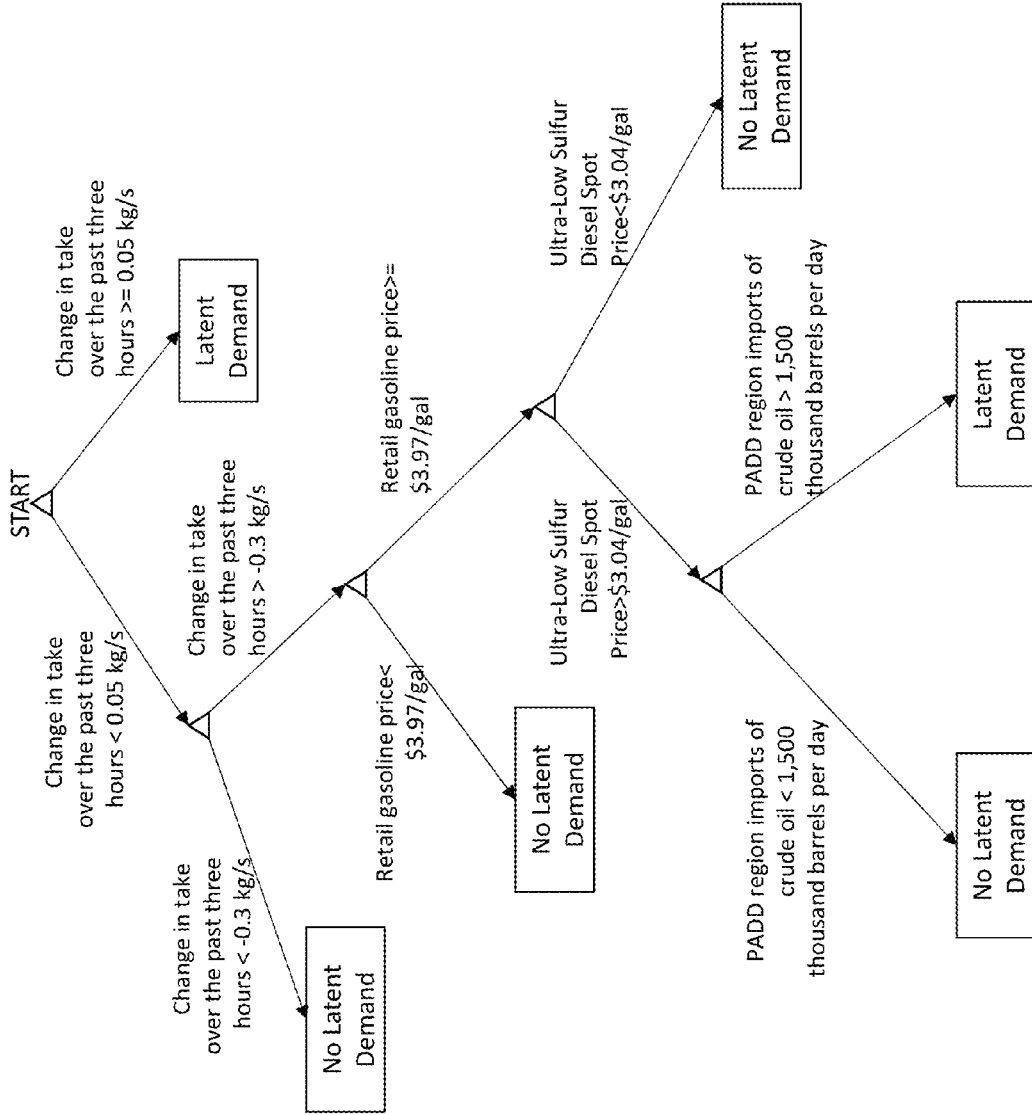 START
Change in take
over the past three
hours < 0.05 kg/s
Change in take
over the past three
hours >= 0.05 kg/s
Latent
Demand
Change in take
over the past three
hours < -0.3 kg/s
Change in take
over the past three
hours > -0.3 kg/s
No Latent
Demand
Retail gasoline price<
$3.97/gal
Retail gasoline price>=
$3.97/gal
No Latent
Demand
Ultra-Low Sulfur
Diesel Spot
Price>$3.04/gal
Ultra-Low Sulfur
Diesel Spot
Price<$3.04/gal
No Latent
Demand
PADD region imports of
crude oil < 1,500
thousand barrels per day
PADD region imports of
crude oil > 1,500
thousand barrels per day
No Latent
Demand
Latent
Demand